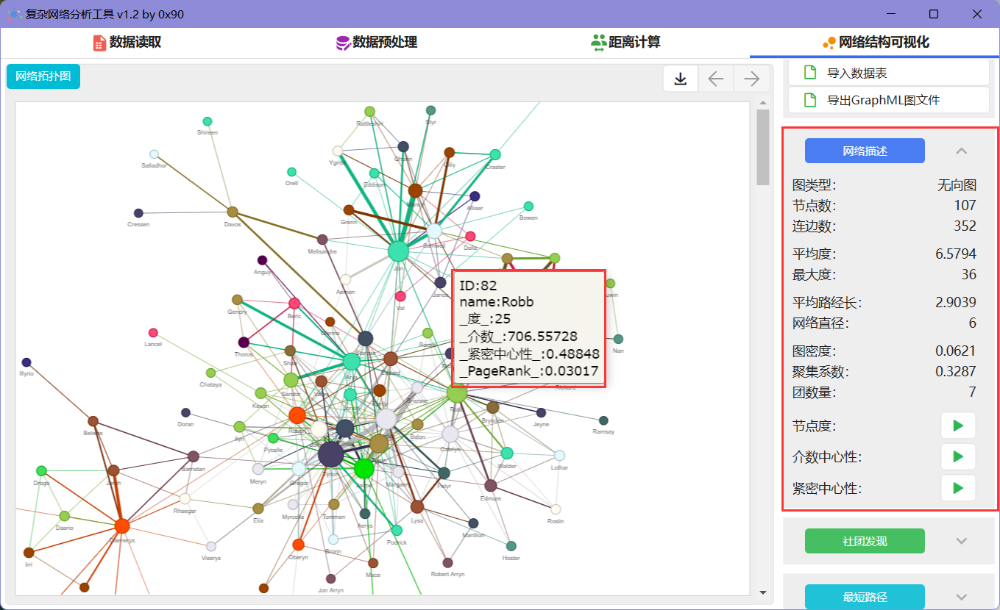 复杂网络分析工具 v1.2 by 0x90
数据读取
数据预处理
距离计算
网络结构可视化
网络拓扑图
导入数据表
导出GraphML图文件
网络描述
图类型: 无向图
节点数: 107
连边数: 352
平均度: 6.5794
最大度: 36
平均路经长: 2.9039
网络直径: 6
图密度: 0.0621
聚集系数: 0.3287
团数量: 7
节点度:
介数中心性:
紧密中心性:
社团发现
最短路径
ID:82
name:Robb
_度_:25
_介数_:706.55728
_紧密中心性_:0.48848
_PageRank_:0.03017
Rattleshirt
Styr
Shireen
Salladhor
Ygritte
Qhorin
Gilly
Craster
Orell
Eddison
Mance
Alliser
Cressen
Davos
Grenn
Bowen
Samwell
Melisandre
Dalla
Jon
Anguy
Aemon
Janos
Val
Gendry
Beric
Lancel
Thoros
Shae
Stannis
Nan
Illyrio
Chataya
Arya
Eddard
Sandor
Varys
Kevan
Brienne
Robb
Doran
Brynden
Jeyne
Ramsay
Belwas
Ilyn
Pycelle
Balon
Catelyn
Barristan
Tyrion
Walder
Lothar
Drogo
Jorah
Meryn
Gregor
Jaime
Margaery
Petyr
Edmure
Rhaegar
Elia
Myrcella
Tommen
Lysa
Roslin
Daario
Daenerys
Aerys
Marillion
Podrick
Irri
Viserys
Oberyn
Bronn
Hoster
Mace
Robert Arryn
Jon Arryn